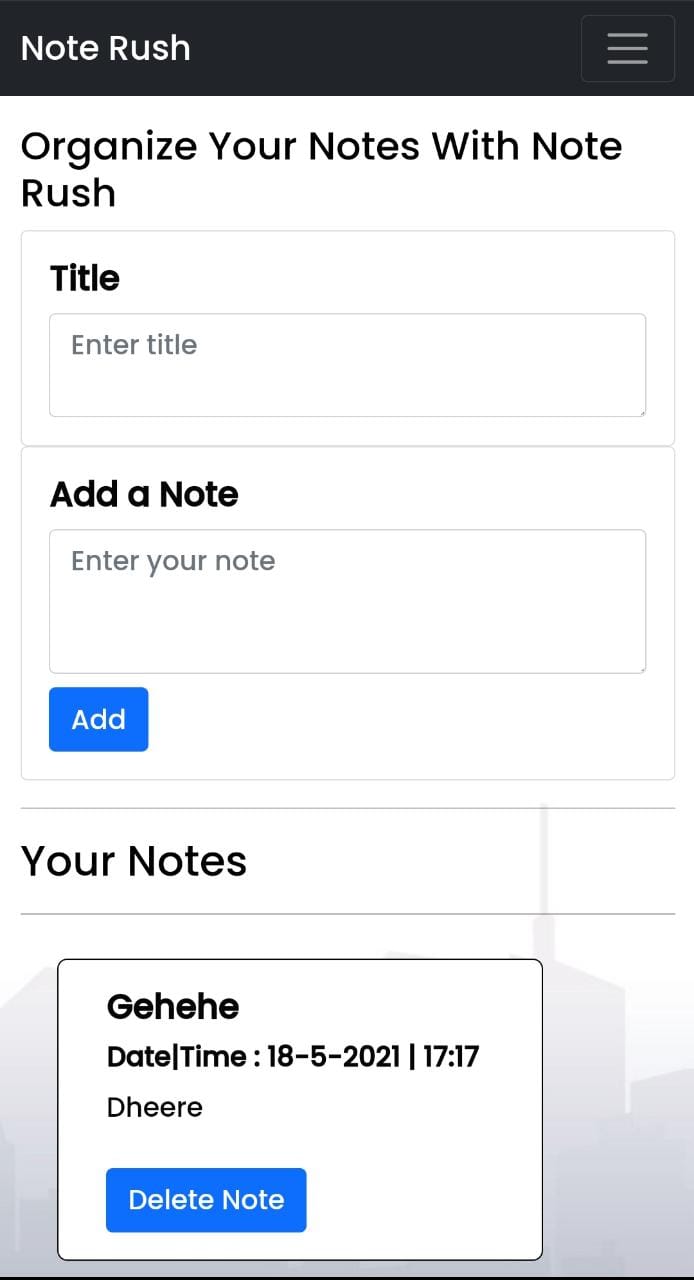 Note Rush
Organize Your Notes With Note
Rush
Title
Enter title
Add a Note
Enter your note
Add
Your Notes
Gehehe
Date|Time : 18-5-2021 | 17:17
Dheere
Delete Note